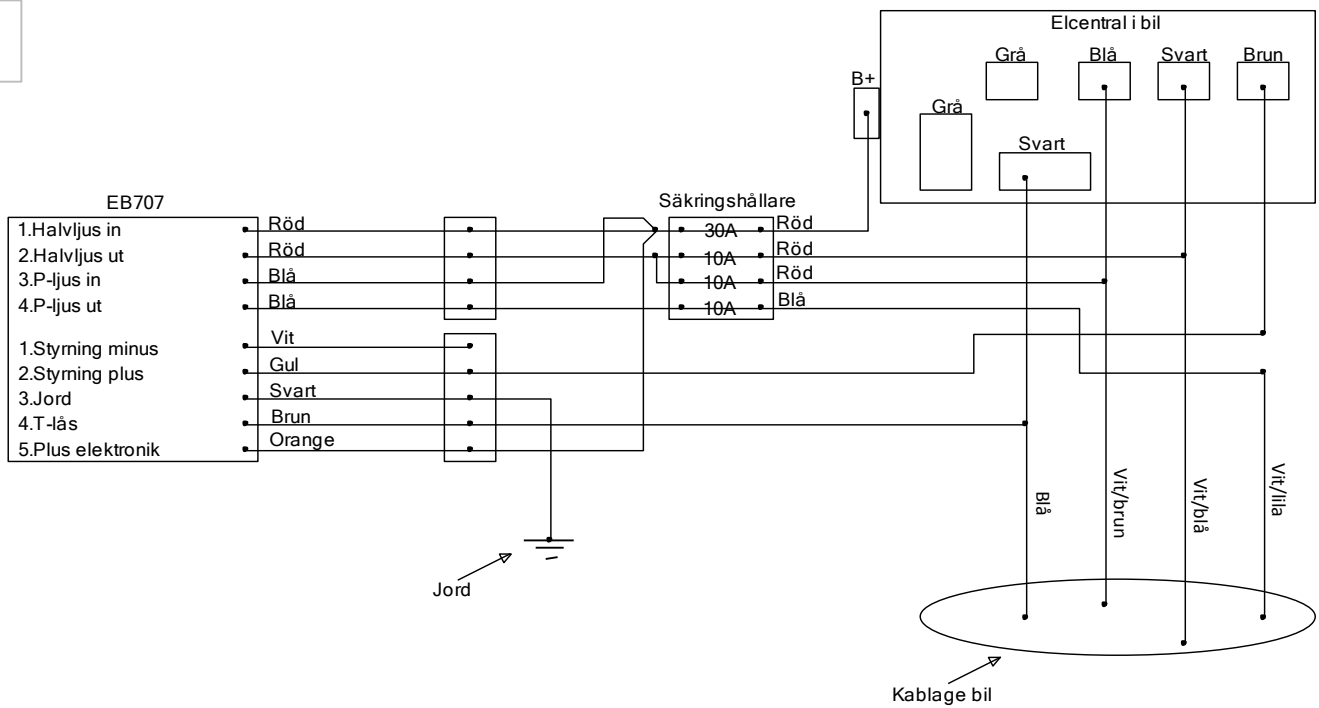 Elcentral i bil
Grå
Blå
Svart
Brun
B+
Grå
Svart
EB707
Säkringshållare
1.Halvljus in
Röd
30A
Röd
2.Halvljus ut
Röd
10A
Röd
3.P-ljus in
Blå
10A
Röd
4.P-ljus ut
Blå
10A
Blå
1.Styrning minus
Vit
2.Styrning plus
Gul
3.Jord
Svart
4.T-lås
Brun
5.Plus elektronik
Orange
Blå
Vit/brun
Vit/blå
Vit/lila
Jord
Kablage bil